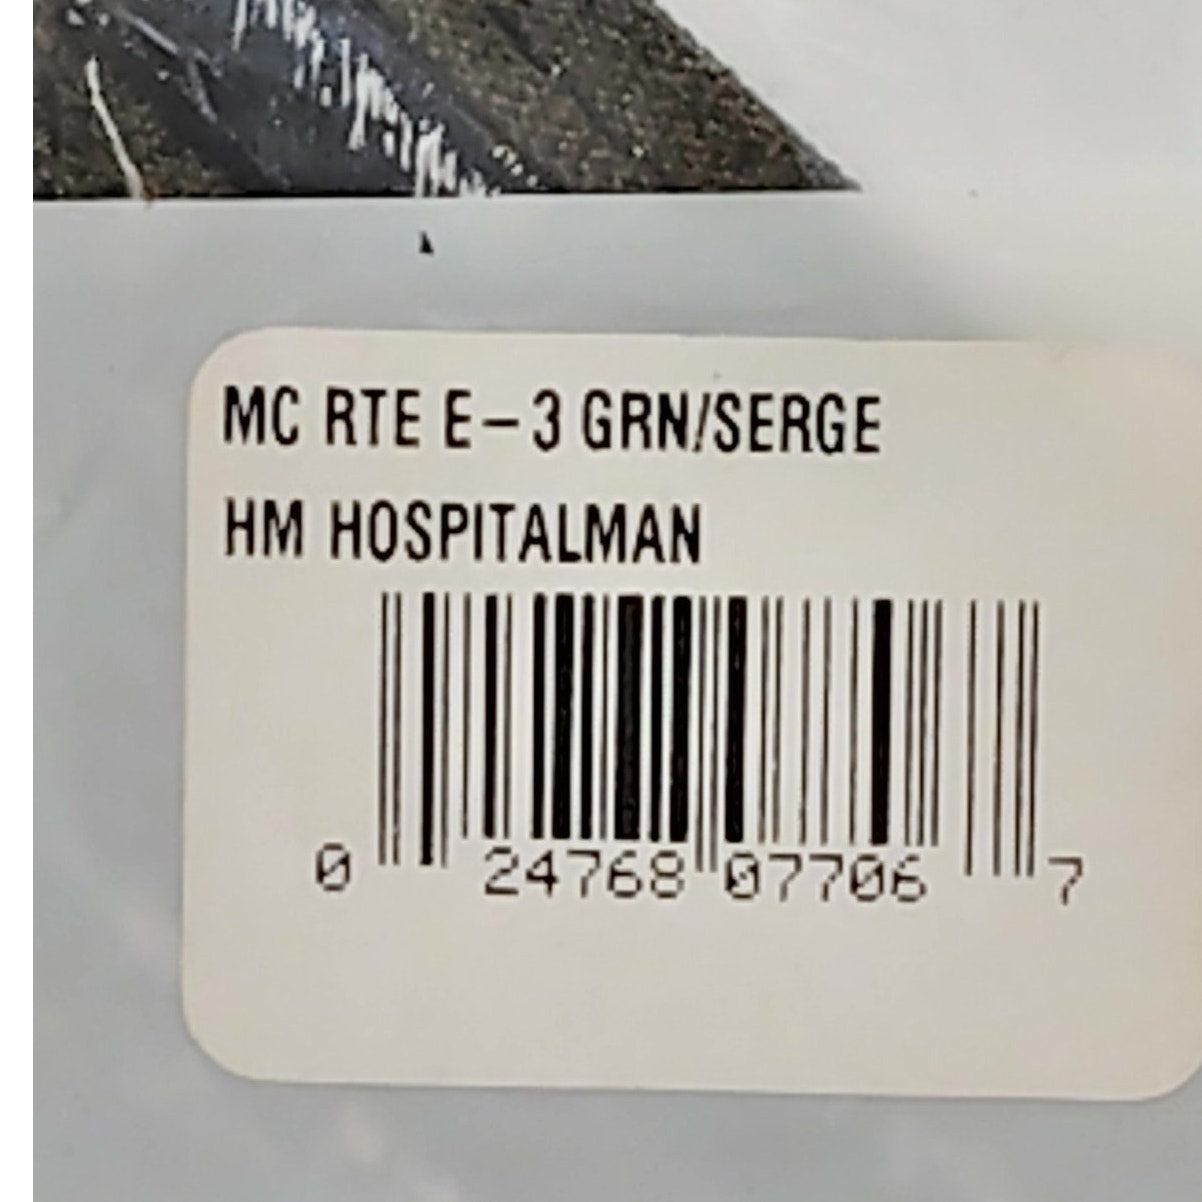 MC RTE E-3 GRN/SERGE
HM HOSPITALMAN
0 24768 07706 7